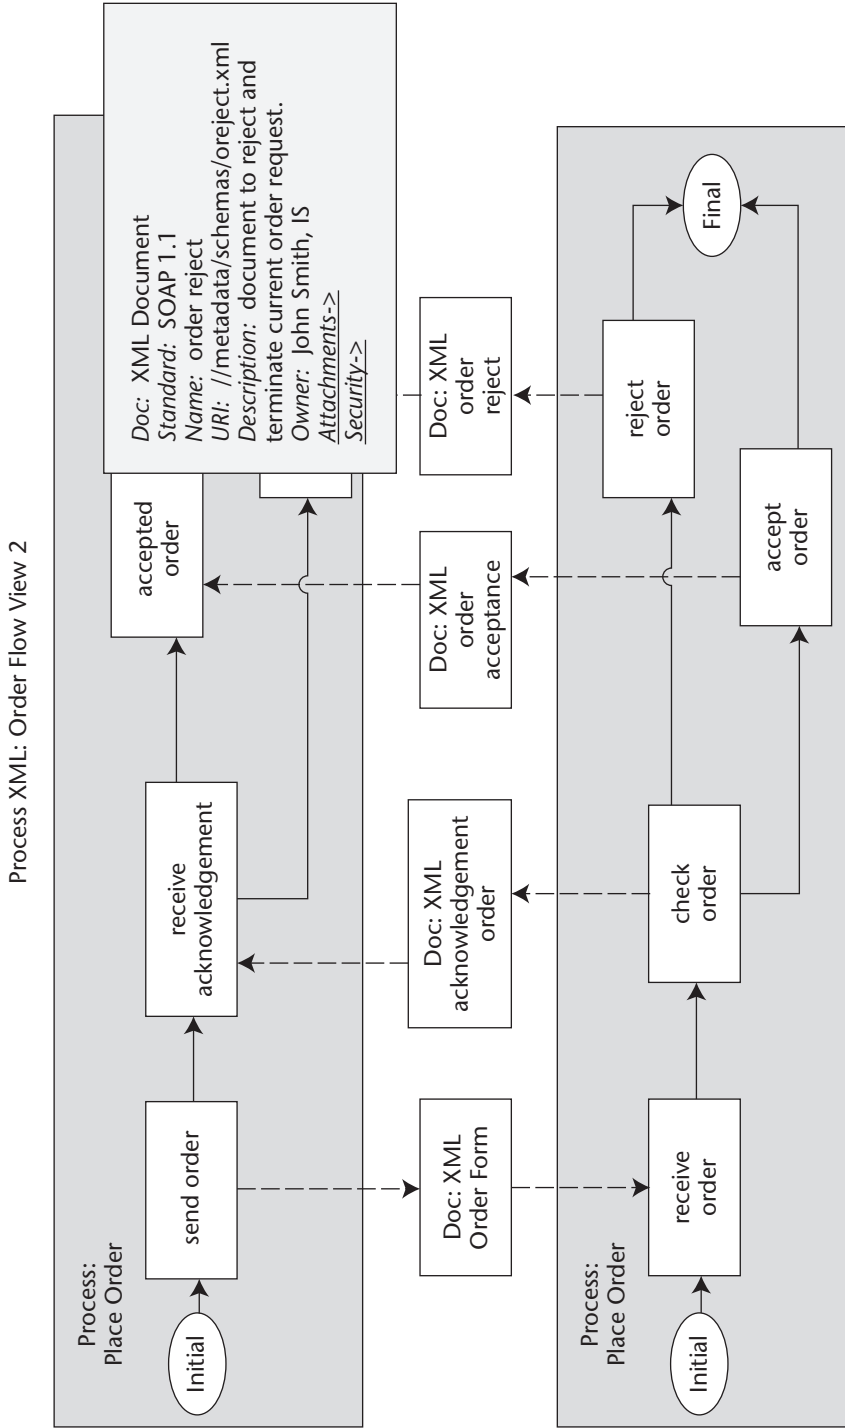 Process XML: Order Flow View 2
Process:
Place Order
Initial
send order
receive
acknowledgement
accepted
order
Doc: XML Document
Standard: SOAP 1.1
Name: order reject
URI: //metadata/schemas/oreject.xml
Description: document to reject and
terminate current order request.
Owner: John Smith, IS
Attachments->
Security->
Doc: XML
Order Form
Doc: XML
acknowledgement
order
Doc: XML
order
acceptance
Doc: XML
order
reject
Process:
Place Order
Initial
receive
order
check
order
reject
order
accept
order
Final